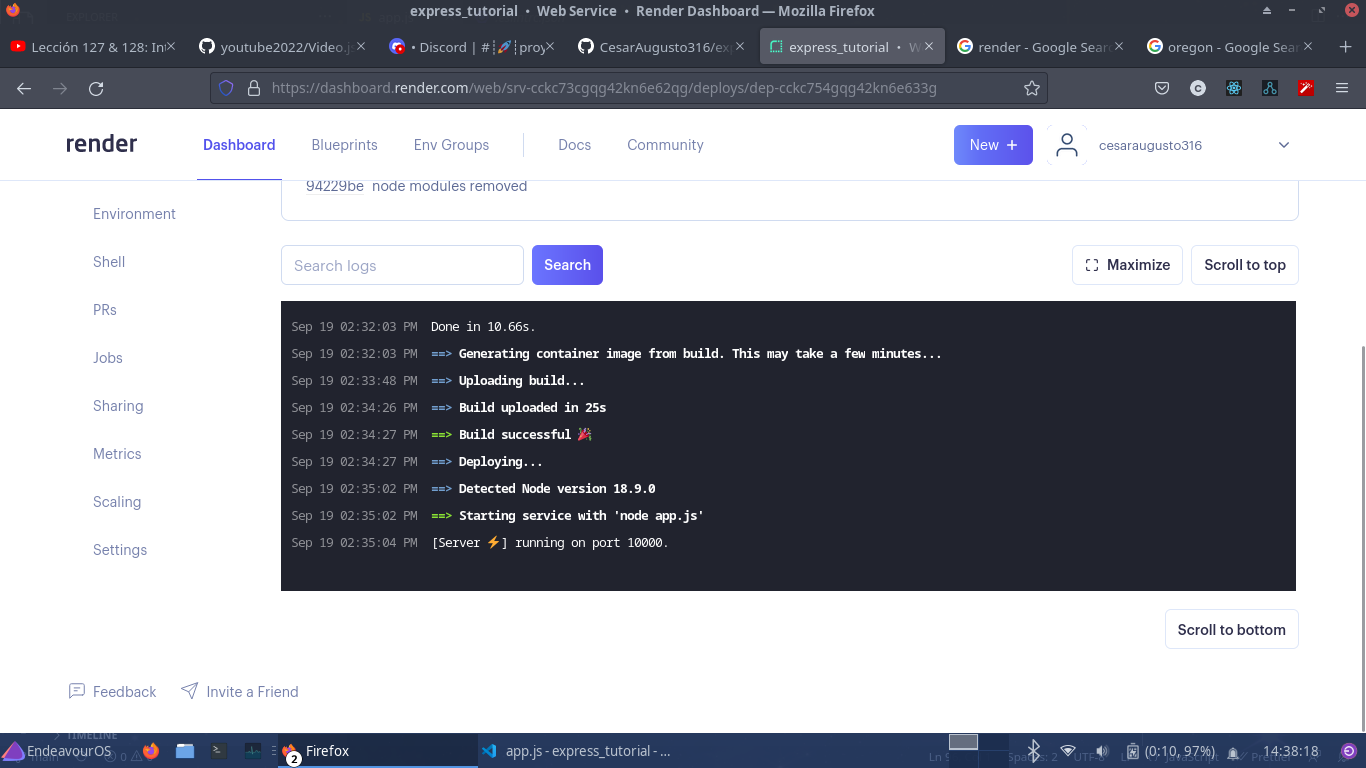 express_tutorial • Web Service • Render Dashboard — Mozilla Firefox
Lección 127 & 128: In
youtube2022/Video.j
• Discord | #┊🚀┊proy
CesarAugusto316/ex
express_tutorial • W
render - Google Sear
oregon - Google Sear
https://dashboard.render.com/web/srv-cckc73cgqg42kn6e62qg/deploys/dep-cckc754gqg42kn6e633g
C
render
Dashboard
Blueprints
Env Groups
Docs
Community
New +
cesaraugusto316
94229be node modules removed
Environment
Shell
PRs
Jobs
Sharing
Metrics
Scaling
Settings
Search logs
Search
Maximize
Scroll to top
Sep 19 02:32:03 PM Done in 10.66s.
Sep 19 02:32:03 PM ==> Generating container image from build. This may take a few minutes...
Sep 19 02:33:48 PM ==> Uploading build...
Sep 19 02:34:26 PM ==> Build uploaded in 25s
Sep 19 02:34:27 PM ==> Build successful 🎉
Sep 19 02:34:27 PM ==> Deploying...
Sep 19 02:35:02 PM ==> Detected Node version 18.9.0
Sep 19 02:35:02 PM ==> Starting service with 'node app.js'
Sep 19 02:35:04 PM [Server ⚡] running on port 10000.
Scroll to bottom
Feedback
Invite a Friend
TIMELINE
EndeavourOS
2
Firefox
app.js - express_tutorial - ...
(0:10, 97%)
14:38:18